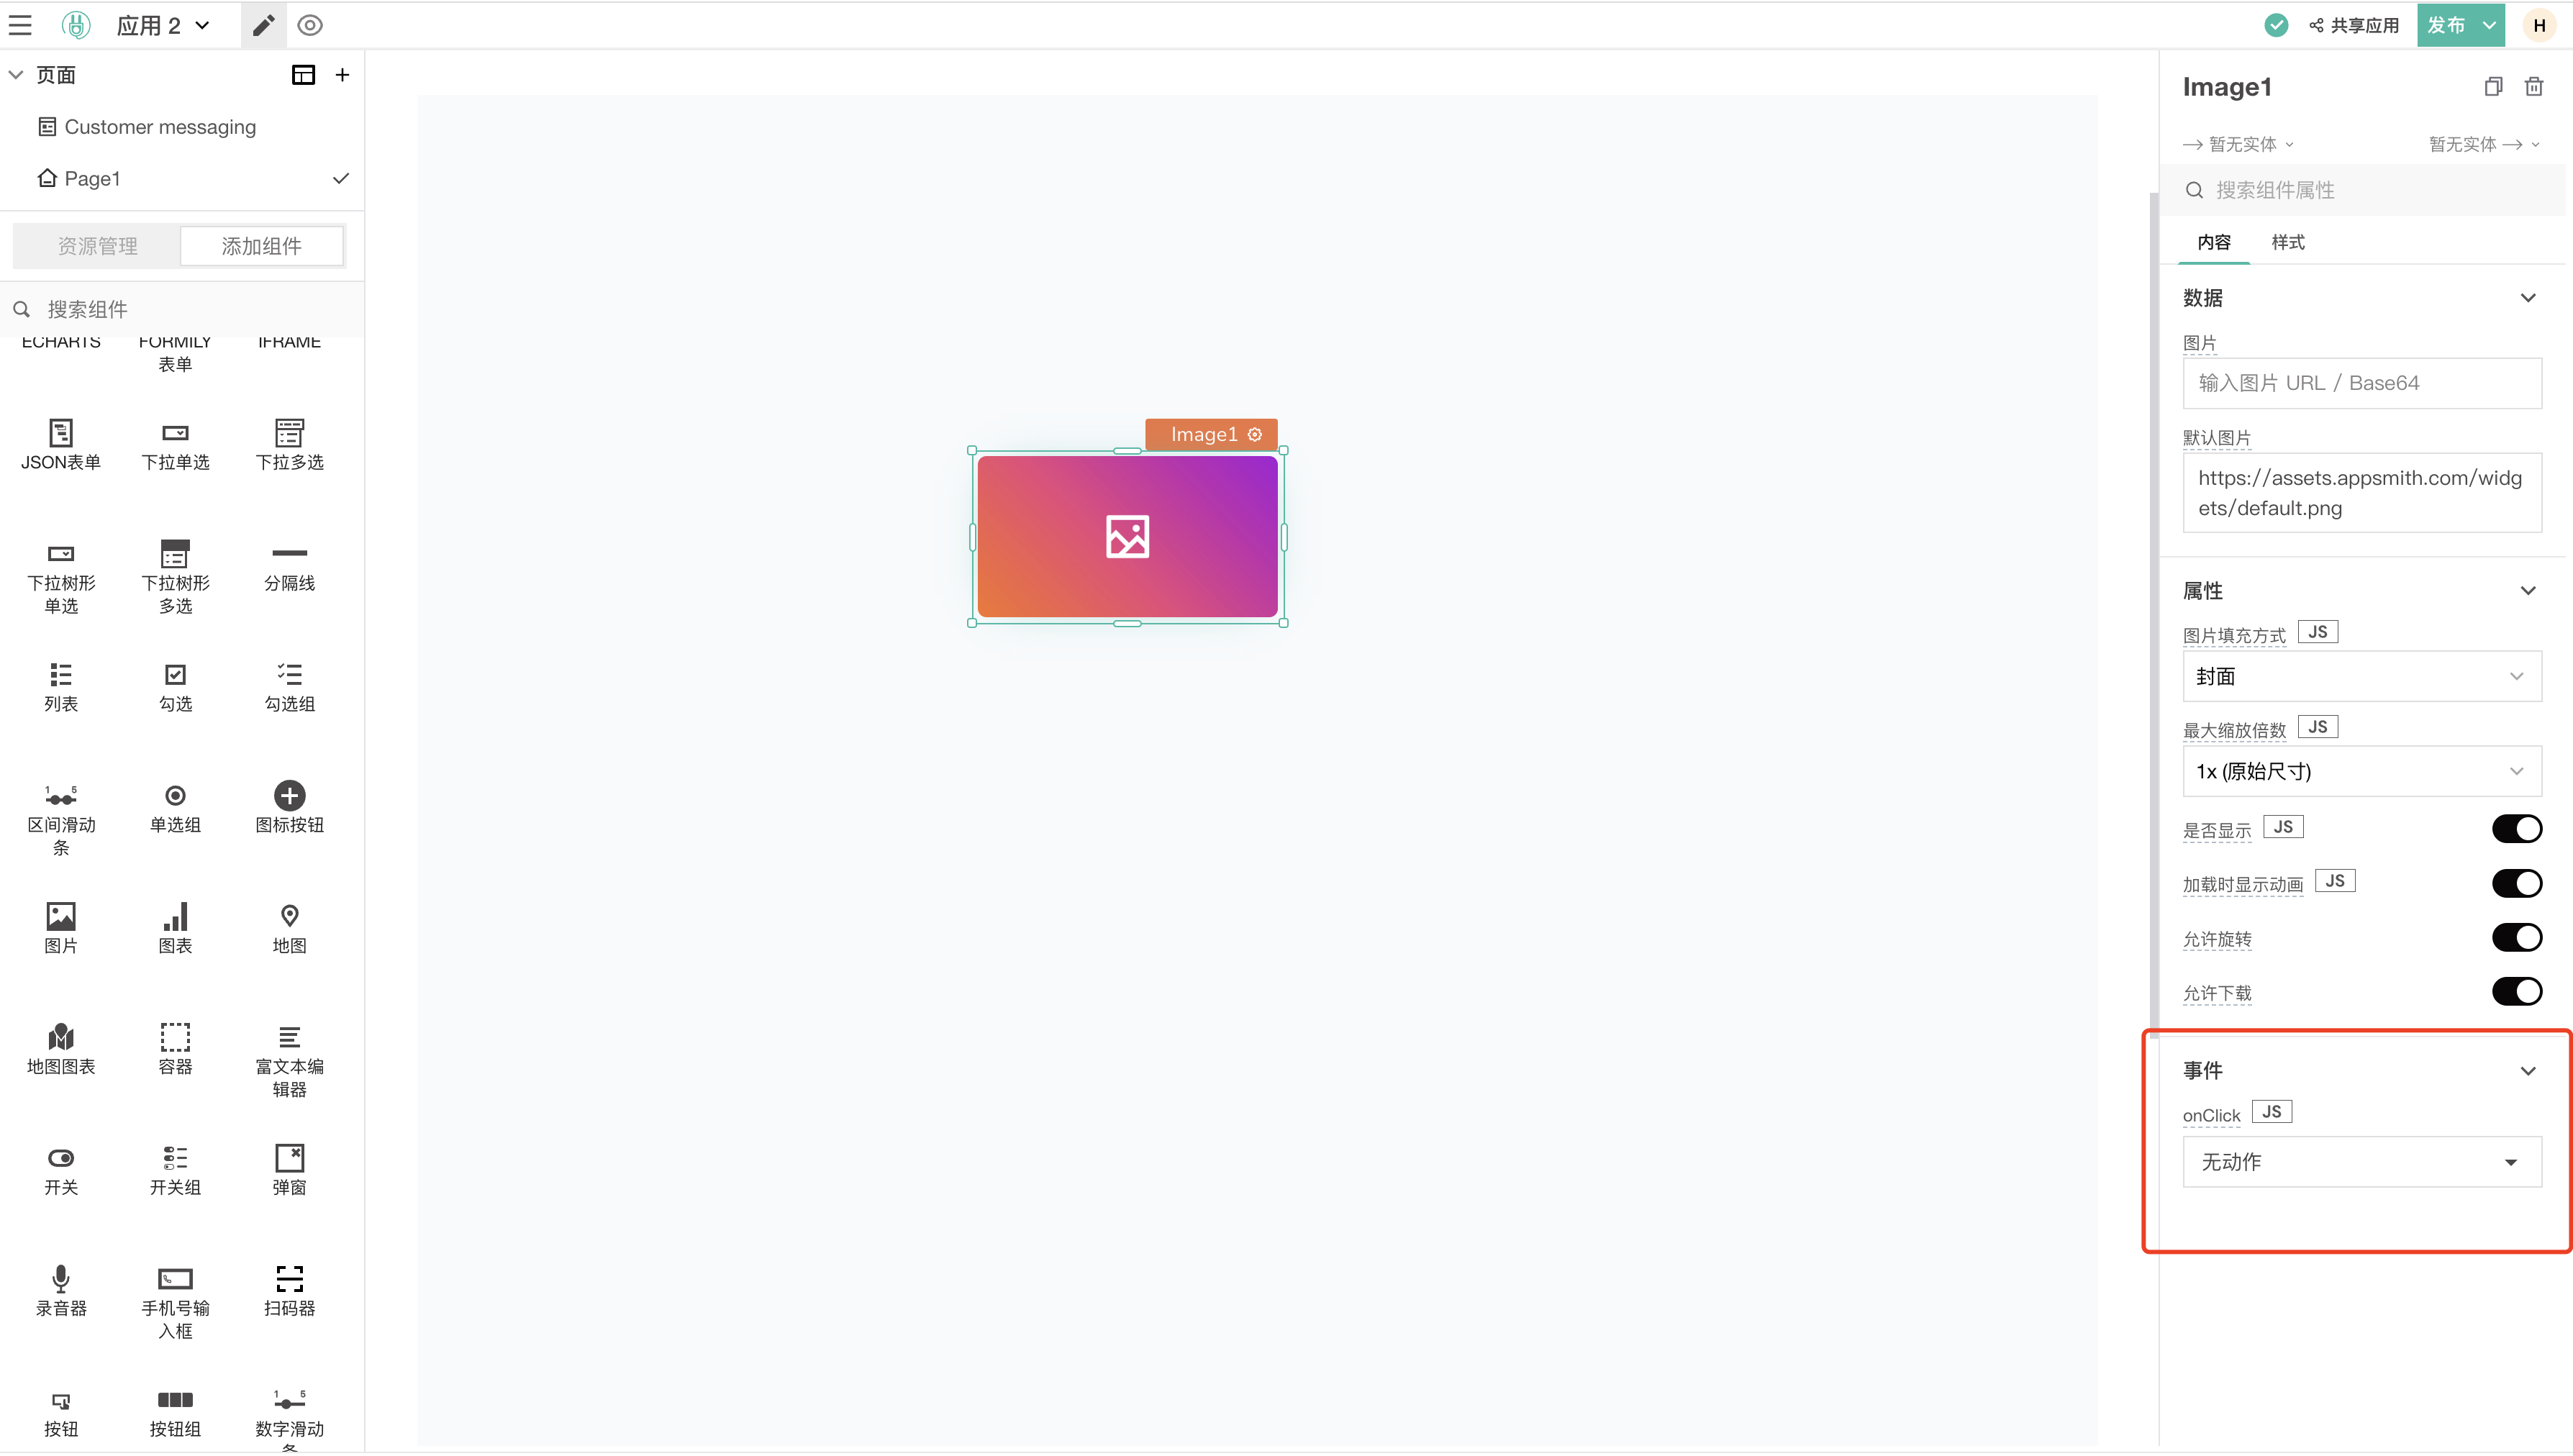 应用 2
共享应用
发布
H
页面
Customer messaging
Page1
资源管理
添加组件
搜索组件
ECHARTS
FORMILY
表单
IFRAME
JSON表单
下拉单选
下拉多选
下拉树形
单选
下拉树形
多选
分隔线
列表
勾选
勾选组
1 5
区间滑动
条
单选组
图标按钮
图片
图表
地图
地图图表
容器
富文本编
辑器
开关
开关组
弹窗
录音器
手机号输
入框
扫码器
按钮
按钮组
1 5
数字滑动
条
Image1
Image1
暂无实体
暂无实体
搜索组件属性
内容
样式
数据
图片
输入图片 URL / Base64
默认图片
https://assets.appsmith.com/widg
ets/default.png
属性
图片填充方式 JS
封面
最大缩放倍数 JS
1x (原始尺寸)
是否显示 JS
加载时显示动画 JS
允许旋转
允许下载
事件
onClick JS
无动作